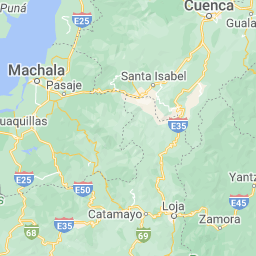 Puná
E25
Cuenca
Guala
Machala
Santa Isabel
Pasaje
uaquillas
E35
E25
E50
Yantz
Catamayo
Loja
E45
68
E35
Zamora
69